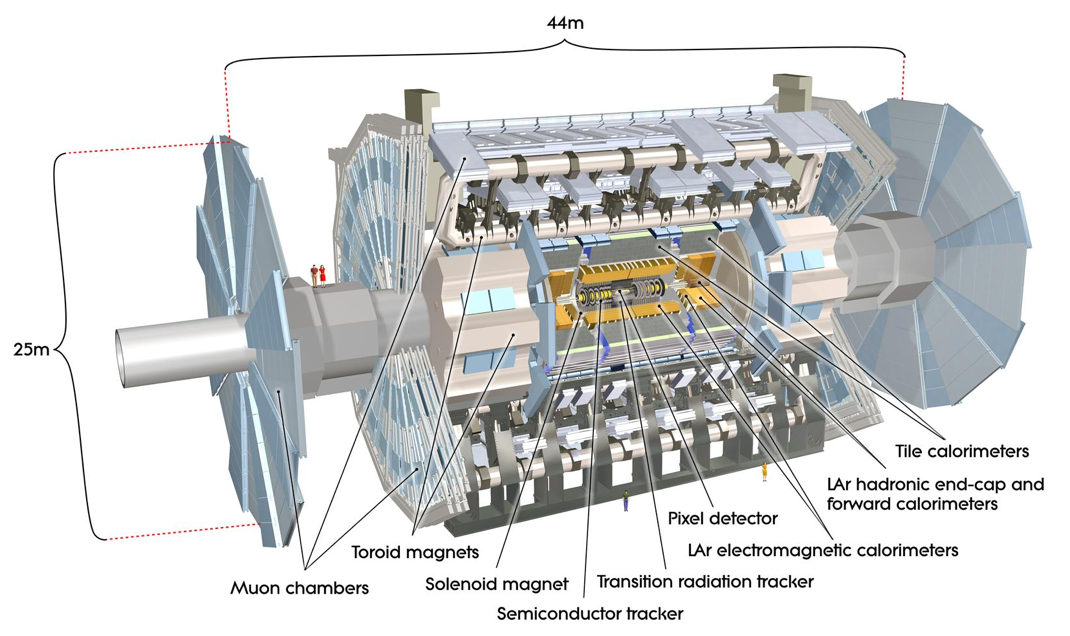 44m
25m
Tile calorimeters
LAr hadronic end-cap and
forward calorimeters
Pixel detector
LAr electromagnetic calorimeters
Toroid magnets
Solenoid magnet
Transition radiation tracker
Muon chambers
Semiconductor tracker